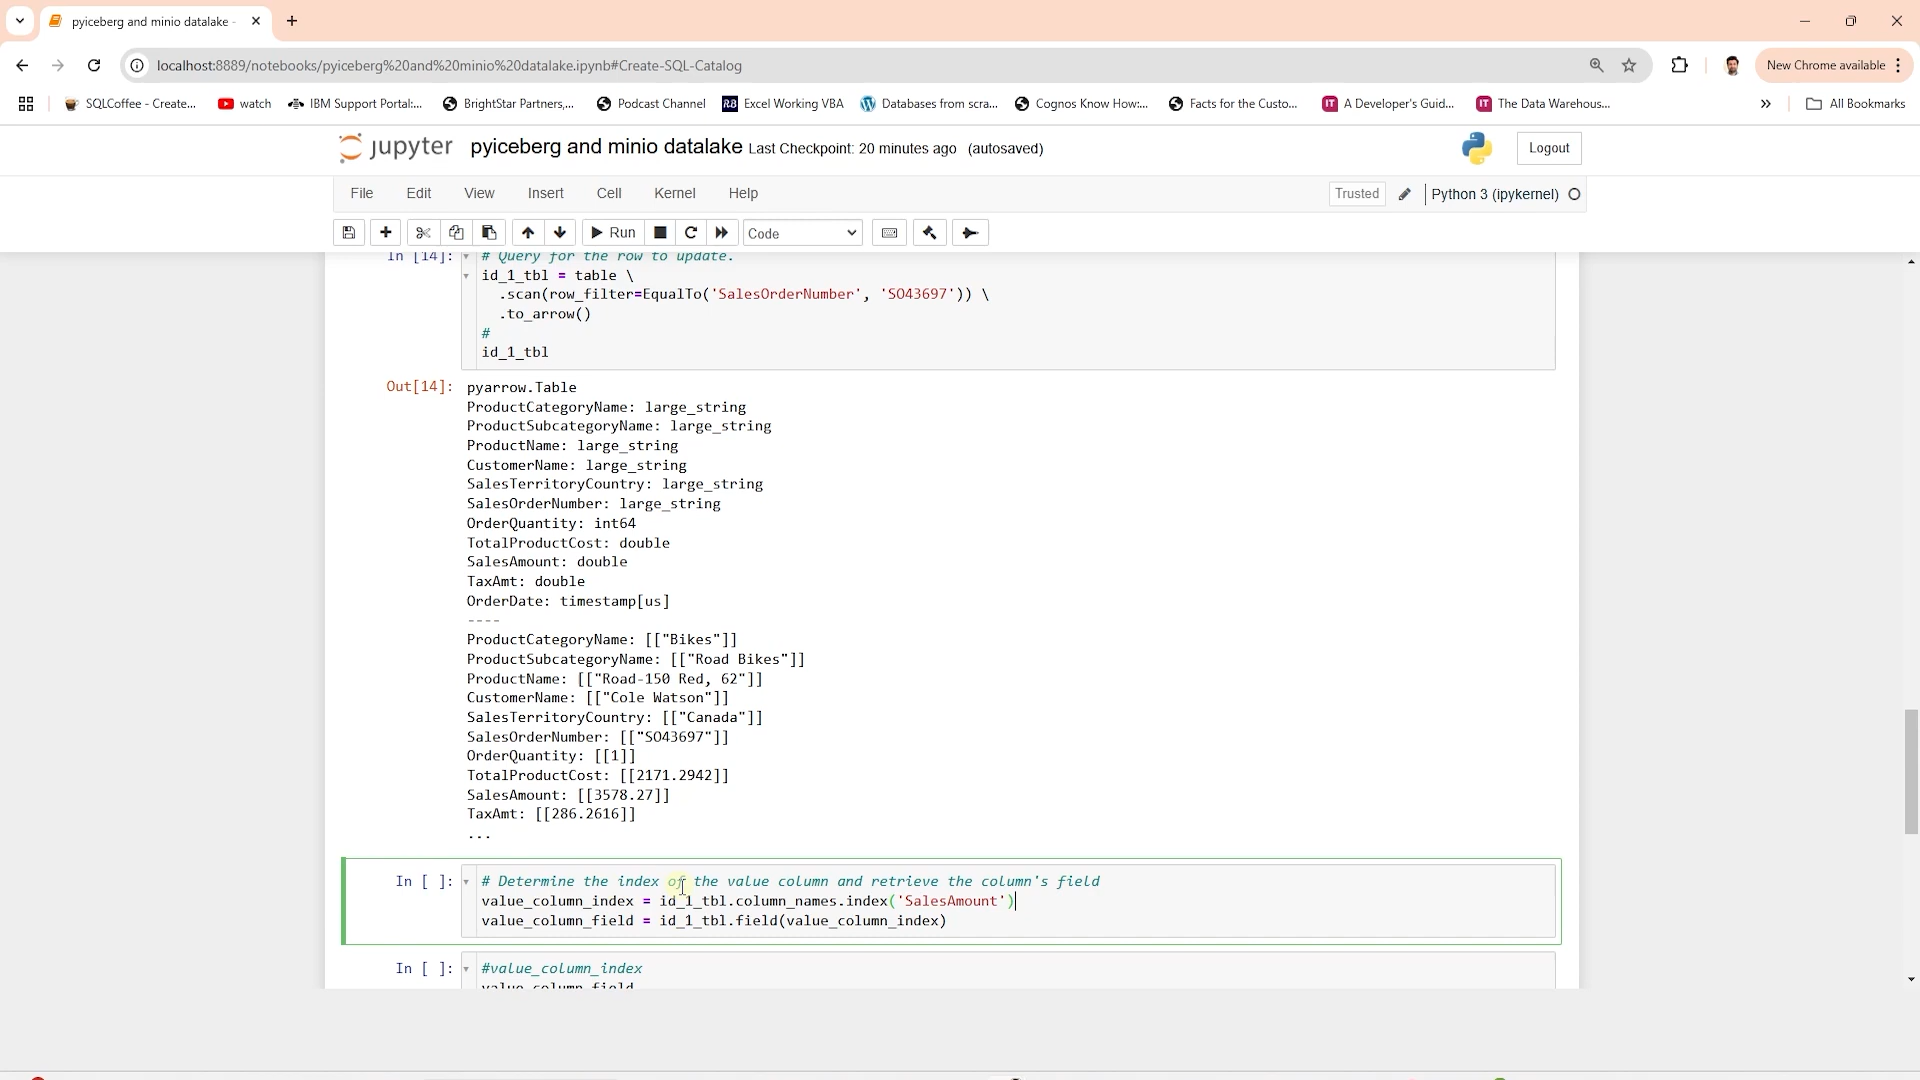 pyiceberg and minio datalake -
localhost:8889/notebooks/pyiceberg%20and%20minio%20datalake.ipynb#Create-SQL-Catalog
New Chrome available
SQLCoffee - Create...
watch
IBM Support Portal:...
BrightStar Partners,...
Podcast Channel
Excel Working VBA
Databases from scra...
Cognos Know How:...
Facts for the Custo...
A Developer's Guid...
The Data Warehous...
All Bookmarks
jupyter pyiceberg and minio datalake Last Checkpoint: 20 minutes ago (autosaved)
Logout
File Edit View Insert Cell Kernel Help
Trusted Python 3 (ipykernel)
Run Code
In [14]: # Query for the row to update.
id_1_tbl = table \
.scan(row_filter=EqualTo('SalesOrderNumber', 'SO43697')) \
.to_arrow()
#
id_1_tbl
Out[14]: pyarrow.Table
ProductCategoryName: large_string
ProductSubcategoryName: large_string
ProductName: large_string
CustomerName: large_string
SalesTerritoryCountry: large_string
SalesOrderNumber: large_string
OrderQuantity: int64
TotalProductCost: double
SalesAmount: double
TaxAmt: double
OrderDate: timestamp[us]
----
ProductCategoryName: [["Bikes"]]
ProductSubcategoryName: [["Road Bikes"]]
ProductName: [["Road-150 Red, 62"]]
CustomerName: [["Cole Watson"]]
SalesTerritoryCountry: [["Canada"]]
SalesOrderNumber: [["SO43697"]]
OrderQuantity: [[1]]
TotalProductCost: [[2171.2942]]
SalesAmount: [[3578.27]]
TaxAmt: [[286.2616]]
...
In [ ]: # Determine the index of the value column and retrieve the column's field
value_column_index = id_1_tbl.column_names.index('SalesAmount')
value_column_field = id_1_tbl.field(value_column_index)
In [ ]: #value_column_index
value_column_field